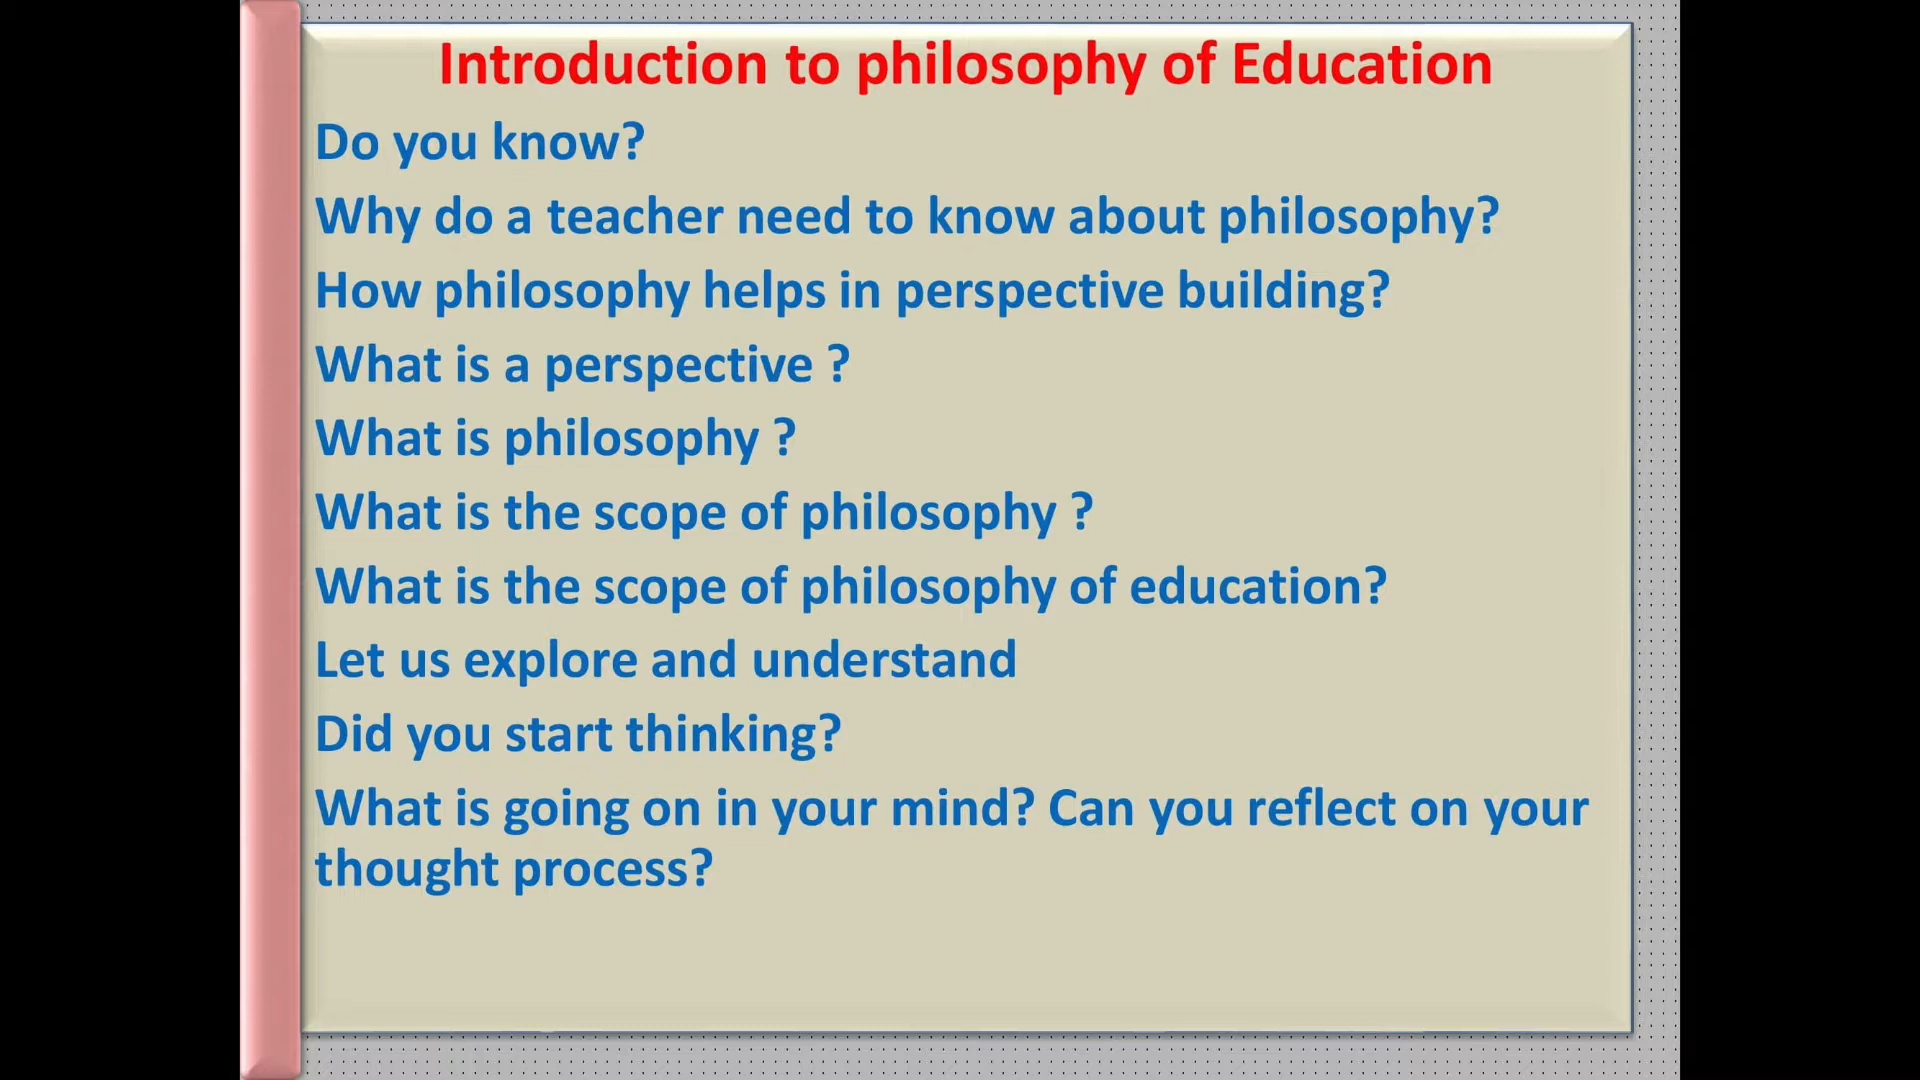 Introduction to philosophy of Education
Do you know?
Why do a teacher need to know about philosophy?
How philosophy helps in perspective building?
What is a perspective ?
What is philosophy ?
What is the scope of philosophy ?
What is the scope of philosophy of education?
Let us explore and understand
Did you start thinking?
What is going on in your mind? Can you reflect on your
thought process?